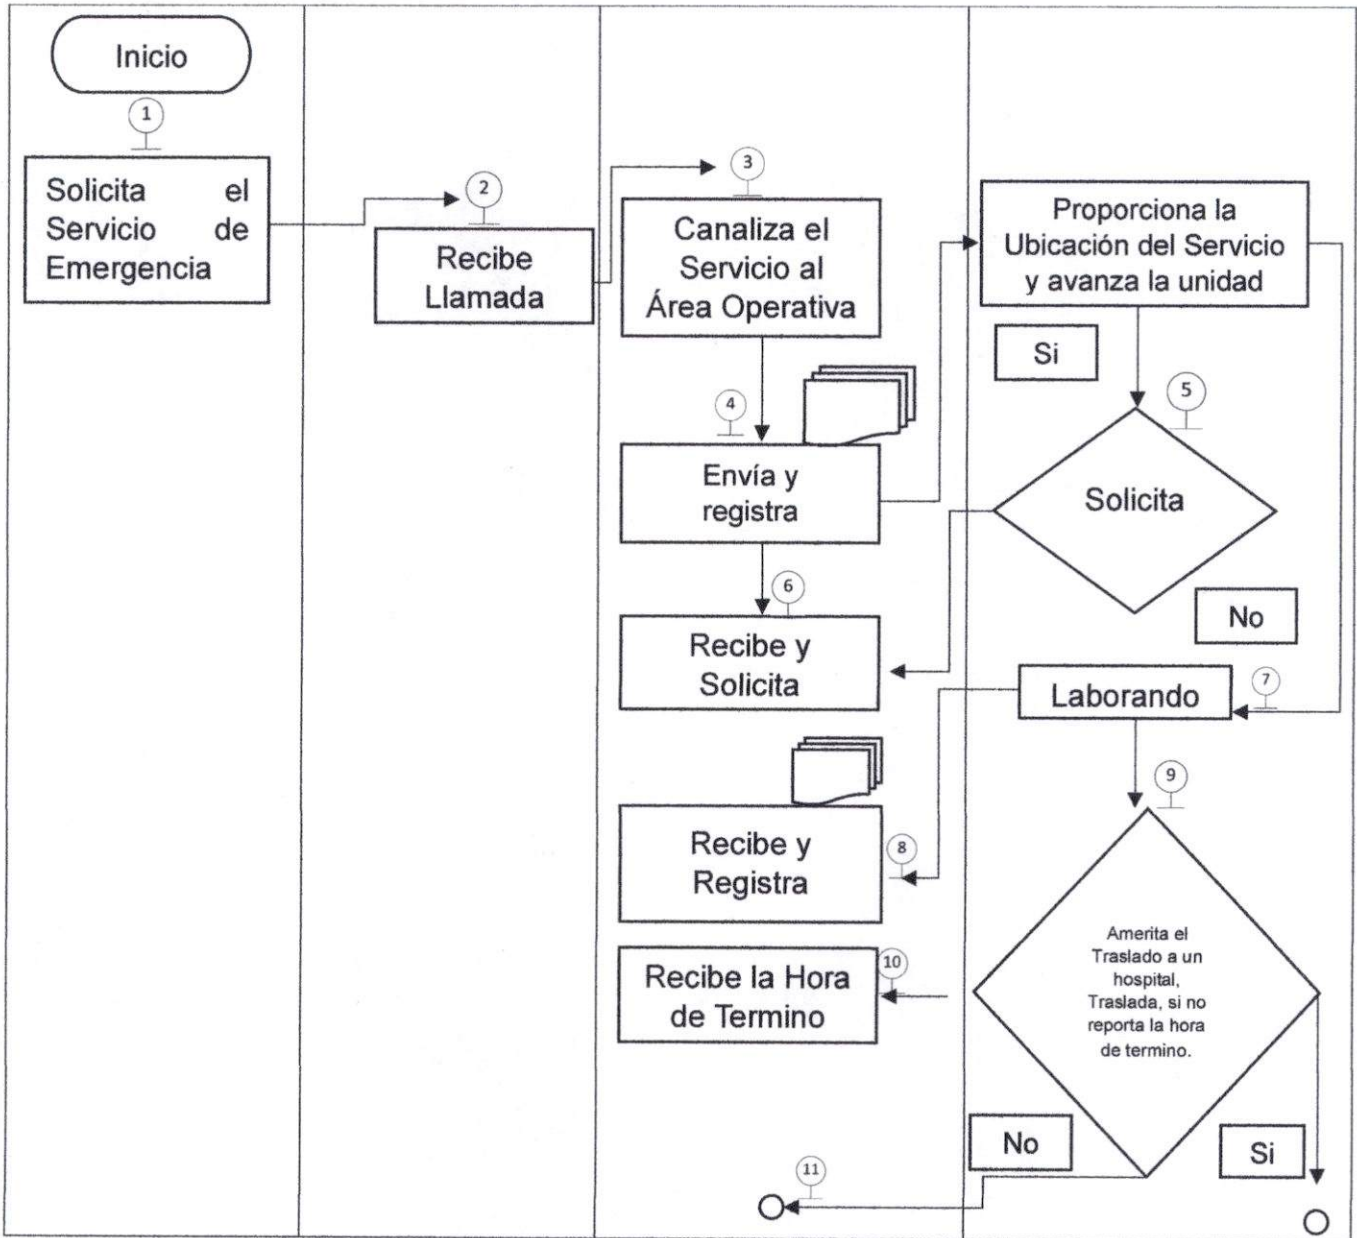 Inicio
1
Solicita el
Servicio de
Emergencia
2
Recibe
Llamada
3
Canaliza el
Servicio al
Área Operativa
Proporciona la
Ubicación del Servicio
y avanza la unidad
Si
4
Envía y
registra
5
Solicita
No
6
Recibe y
Solicita
7
Laborando
8
Recibe y
Registra
9
Amerita el
Traslado a un
hospital,
Traslada, si no
reporta la hora
de termino.
10
Recibe la Hora
de Termino
No
Si
11